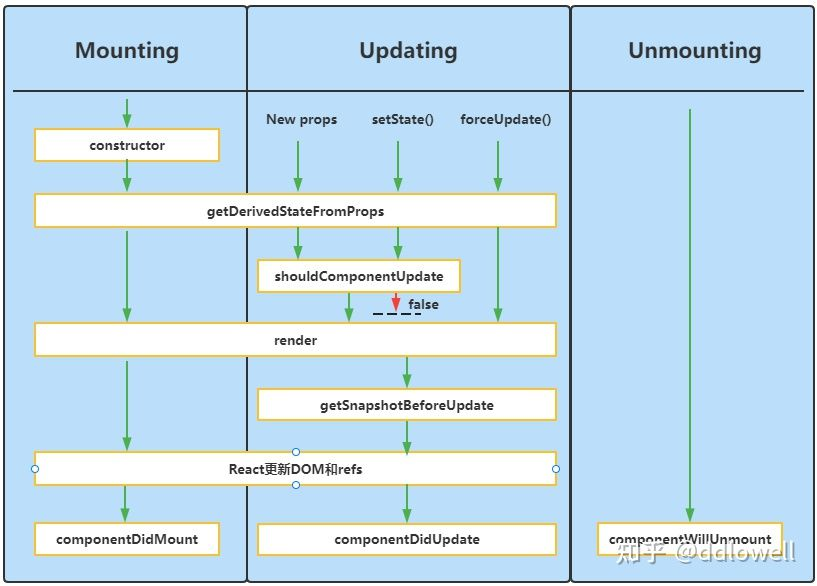 Mounting
Updating
Unmounting
New props
setState()
forceUpdate()
constructor
getDerivedStateFromProps
shouldComponentUpdate
false
render
getSnapshotBeforeUpdate
React更新DOM和refs
componentDidMount
componentDidUpdate
componentWillUnmount
知乎 @ddlowell